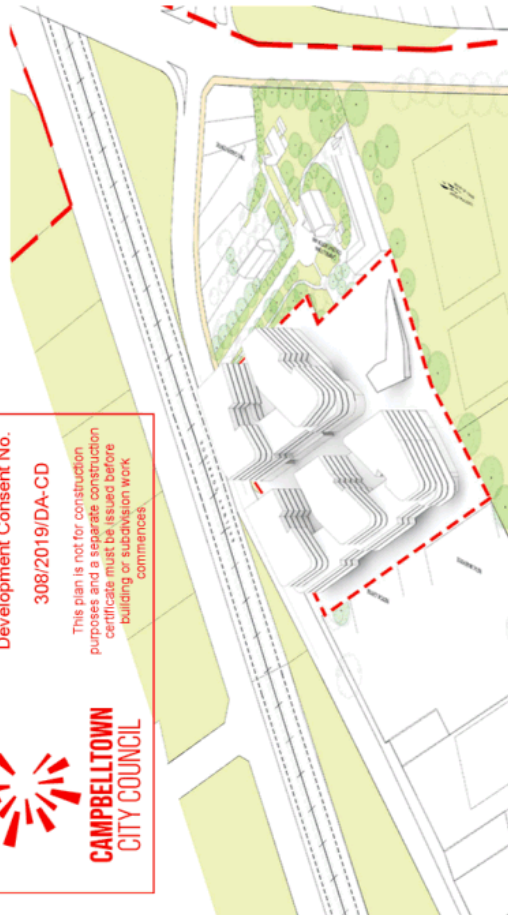 Development Consent No.
308/2019/DA-CD
This plan is not for construction
purposes and a separate construction
certificate must be issued before
building or subdivision work
commences
CAMPBELLTOWN
CITY COUNCIL